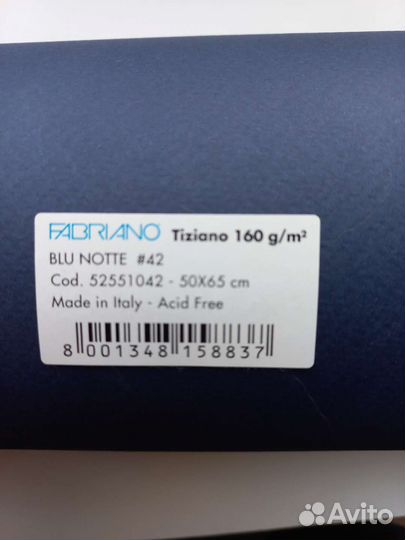 FABRIANO Tiziano 160 g/m²
BLU NOTTE #42
Cod. 52551042 - 50X65 cm
Made in Italy - Acid Free
8 001348 158837
Avito